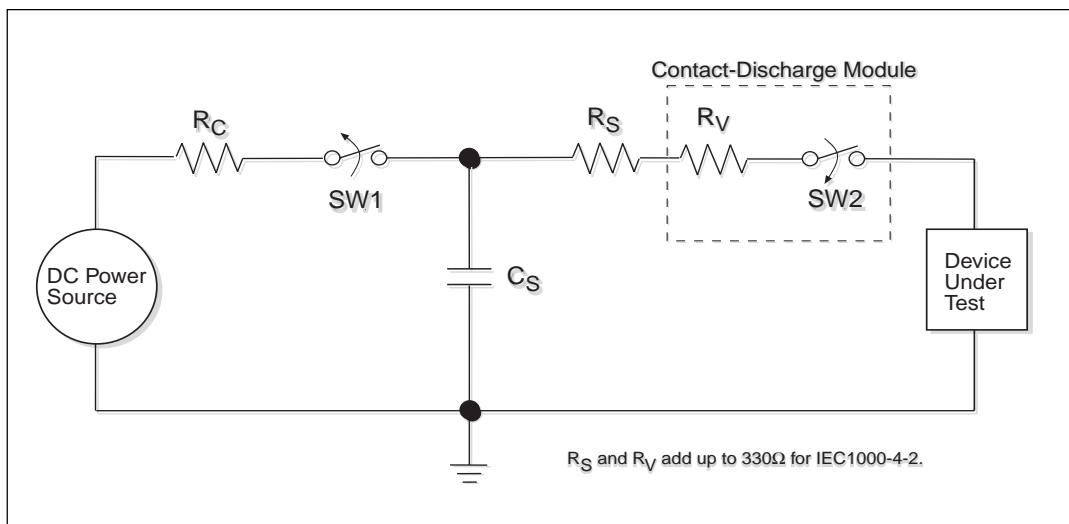 Contact-Discharge Module
RC
RS
RV
SW1
SW2
DC Power
Source
CS
Device
Under
Test
RS and RV add up to 330Ω for IEC1000-4-2.